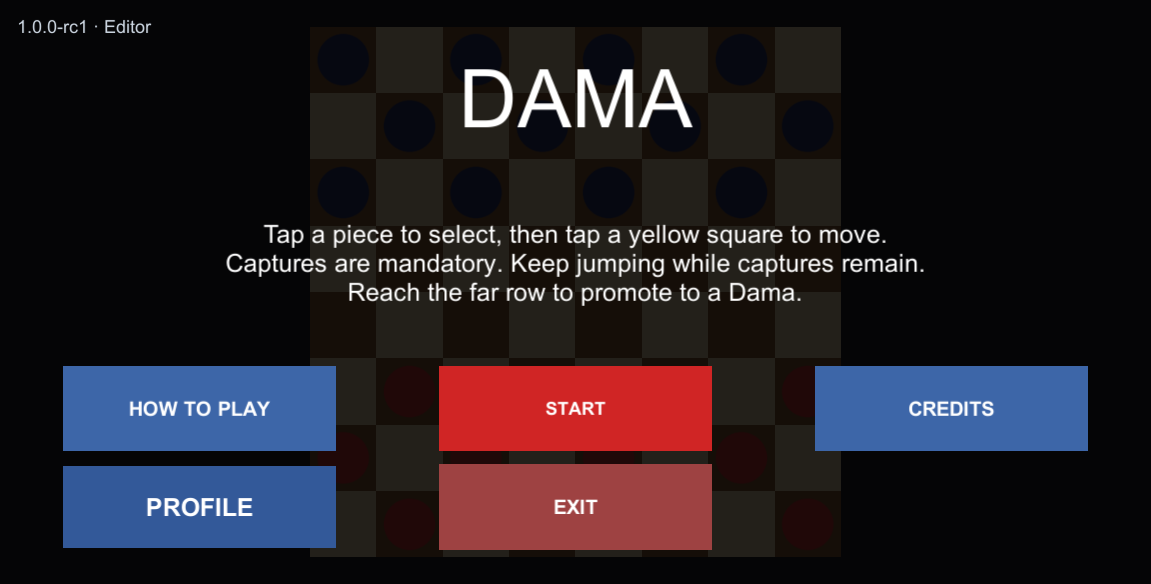 1.0.0-rc1 · Editor
DAMA
Tap a piece to select, then tap a yellow square to move.
Captures are mandatory. Keep jumping while captures remain.
Reach the far row to promote to a Dama.
HOW TO PLAY
START
CREDITS
PROFILE
EXIT